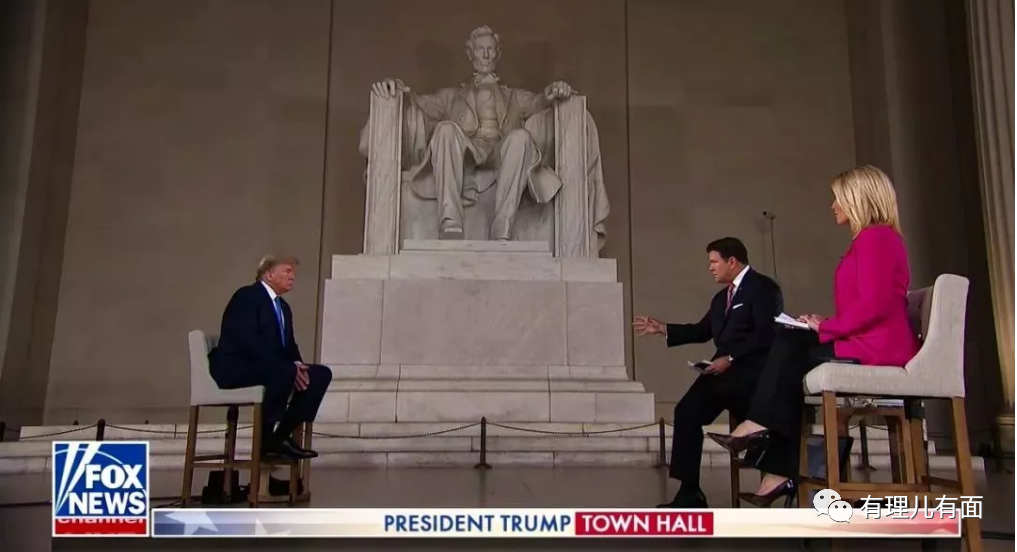 FOX
NEWS
channel
PRESIDENT TRUMP TOWN HALL
有理儿有面